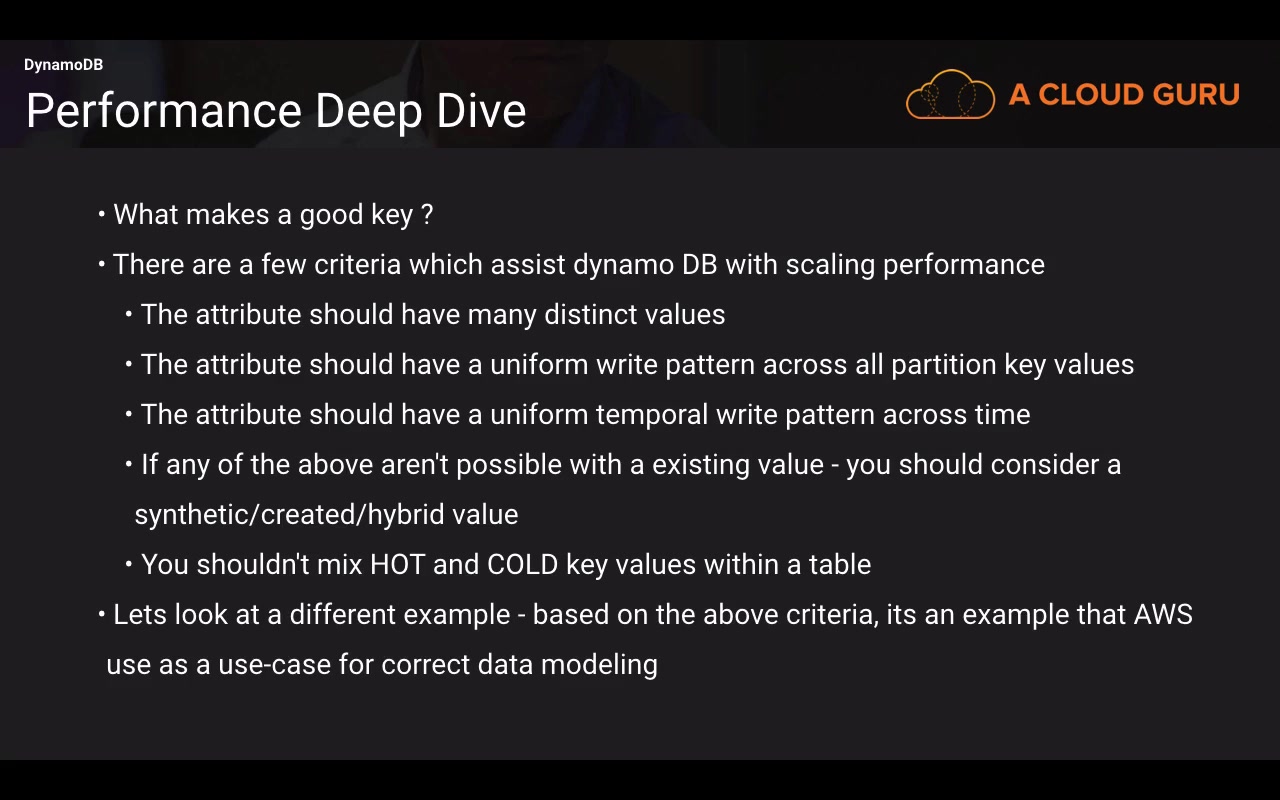 DynamoDB
Performance Deep Dive
A CLOUD GURU
• What makes a good key ?
• There are a few criteria which assist dynamo DB with scaling performance
• The attribute should have many distinct values
• The attribute should have a uniform write pattern across all partition key values
• The attribute should have a uniform temporal write pattern across time
• If any of the above aren't possible with a existing value - you should consider a
synthetic/created/hybrid value
• You shouldn't mix HOT and COLD key values within a table
• Lets look at a different example - based on the above criteria, its an example that AWS
use as a use-case for correct data modeling